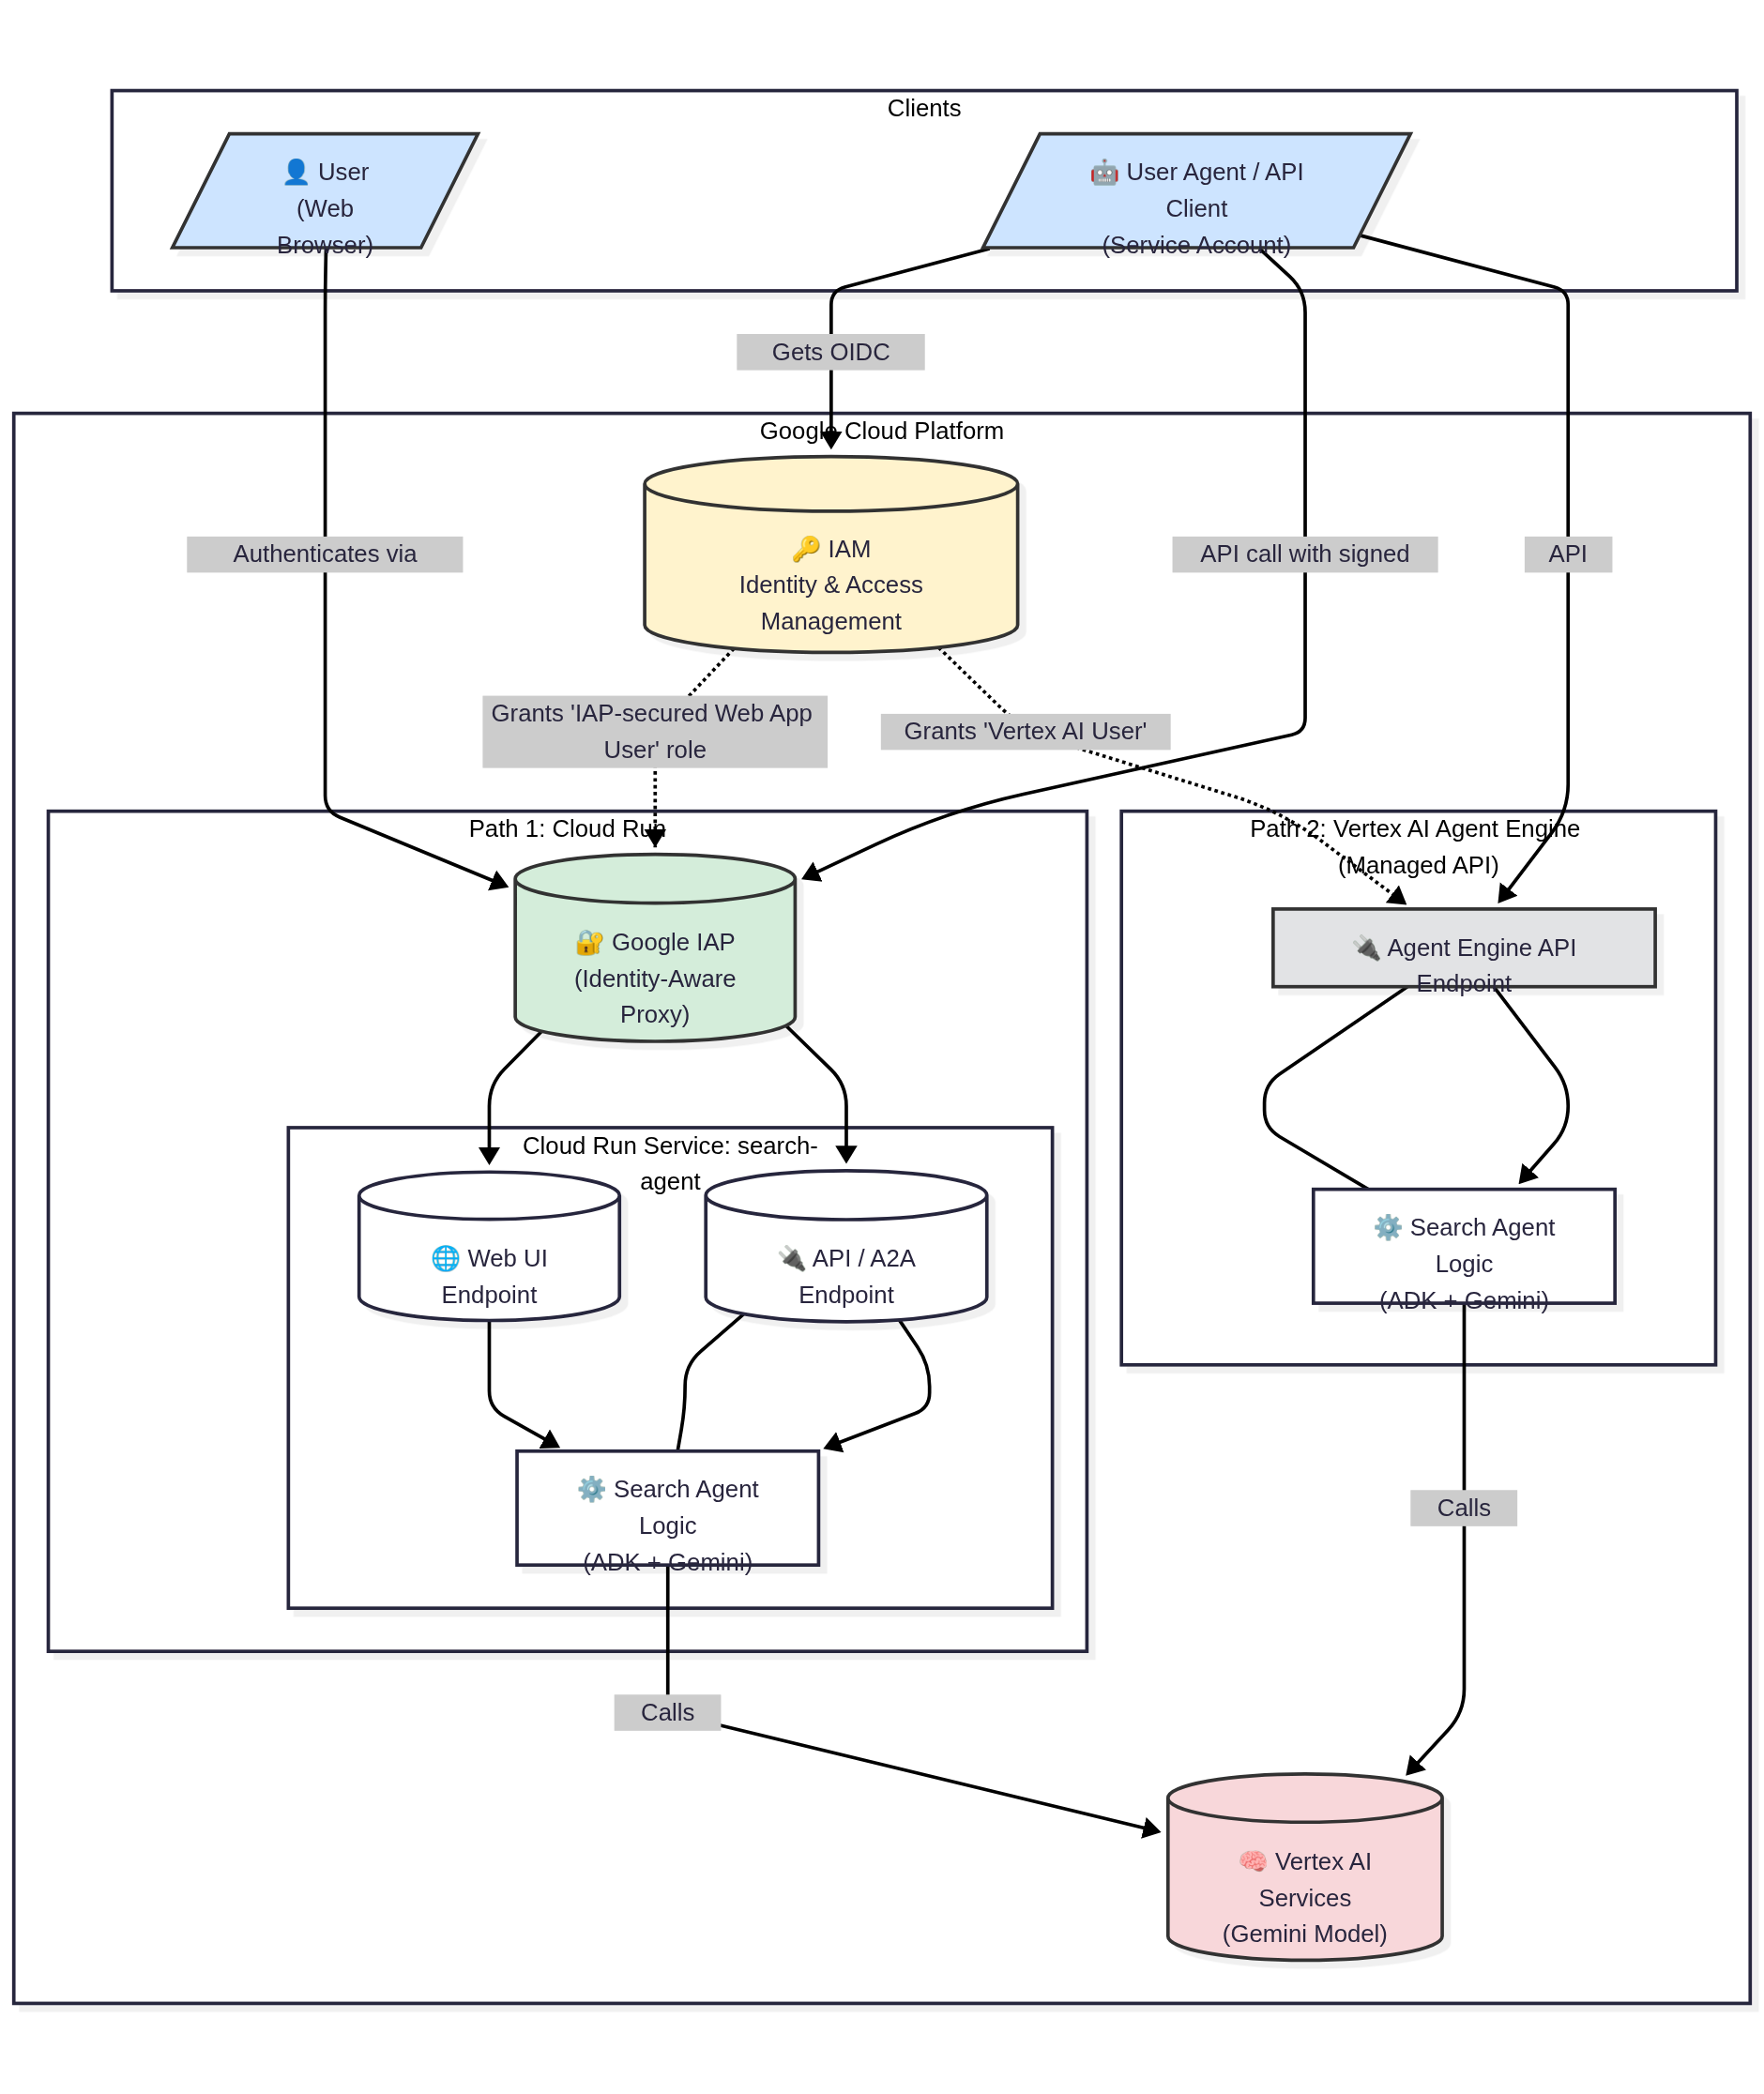 Clients
👤 User
(Web
Browser)
🤖 User Agent / API
Client
(Service Account)
Gets OIDC
Google Cloud Platform
🔑 IAM
Identity & Access
Management
Authenticates via
API call with signed
API
Grants 'IAP-secured Web App
User' role
Grants 'Vertex AI User'
Path 1: Cloud Run
🔐 Google IAP
(Identity-Aware
Proxy)
Path 2: Vertex AI Agent Engine
(Managed API)
🔌 Agent Engine API
Endpoint
Cloud Run Service: search-
agent
🌐 Web UI
Endpoint
🔌 API / A2A
Endpoint
⚙️ Search Agent
Logic
(ADK + Gemini)
⚙️ Search Agent
Logic
(ADK + Gemini)
Calls
Calls
🧠 Vertex AI
Services
(Gemini Model)